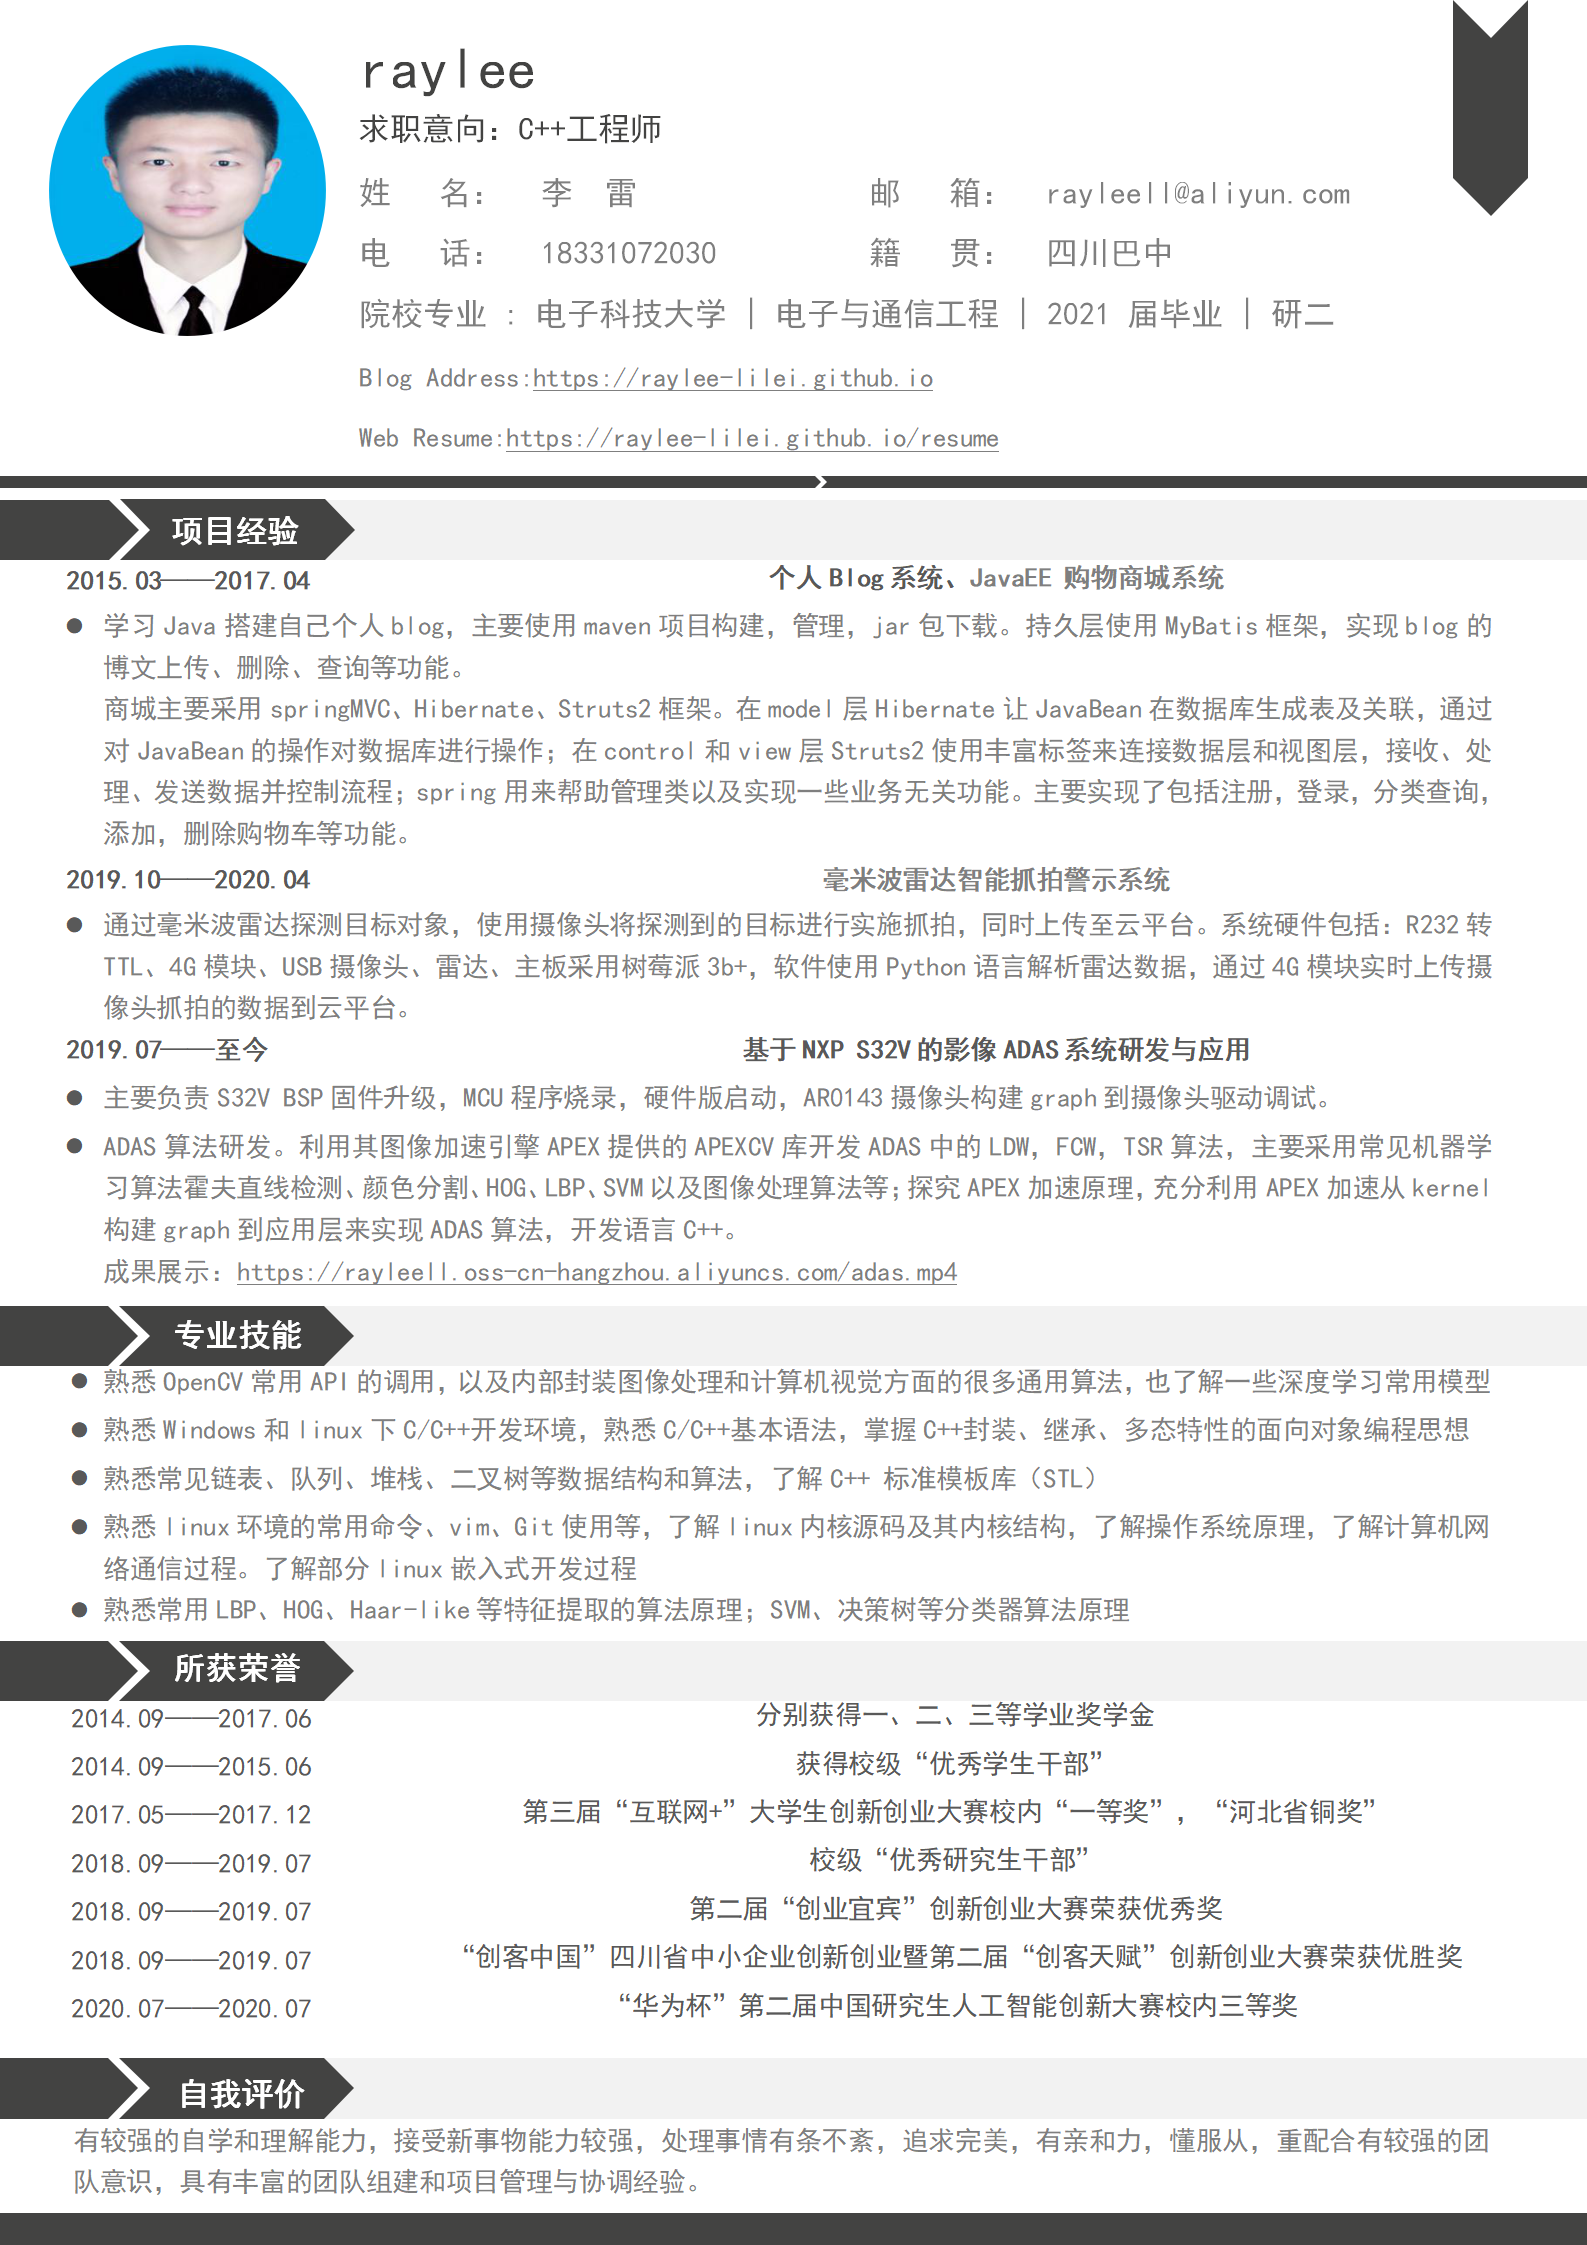 raylee
求职意向：C++工程师
姓 名： 李 雷 邮 箱： rayleell@aliyun.com
电 话： 18331072030 籍 贯： 四川巴中
院校专业 : 电子科技大学 | 电子与通信工程 | 2021 届毕业 | 研二
Blog Address:https://raylee-lilei.github.io
Web Resume:https://raylee-lilei.github.io/resume
项目经验
2015.03——2017.04 个人 Blog 系统、JavaEE 购物商城系统
● 学习 Java 搭建自己个人 blog，主要使用 maven 项目构建，管理，jar 包下载。持久层使用 MyBatis 框架，实现 blog 的
博文上传、删除、查询等功能。
商城主要采用 springMVC、Hibernate、Struts2 框架。在 model 层 Hibernate 让 JavaBean 在数据库生成表及关联，通过
对 JavaBean 的操作对数据库进行操作；在 control 和 view 层 Struts2 使用丰富标签来连接数据层和视图层，接收、处
理、发送数据并控制流程；spring 用来帮助管理类以及实现一些业务无关功能。主要实现了包括注册，登录，分类查询，
添加，删除购物车等功能。
2019.10——2020.04 毫米波雷达智能抓拍警示系统
● 通过毫米波雷达探测目标对象，使用摄像头将探测到的目标进行实施抓拍，同时上传至云平台。系统硬件包括：R232 转
TTL、4G 模块、USB 摄像头、雷达、主板采用树莓派 3b+，软件使用 Python 语言解析雷达数据，通过 4G 模块实时上传摄
像头抓拍的数据到云平台。
2019.07——至今 基于 NXP S32V 的影像 ADAS 系统研发与应用
● 主要负责 S32V BSP 固件升级，MCU 程序烧录，硬件版启动，AR0143 摄像头构建 graph 到摄像头驱动调试。
● ADAS 算法研发。利用其图像加速引擎 APEX 提供的 APEXCV 库开发 ADAS 中的 LDW，FCW，TSR 算法，主要采用常见机器学
习算法霍夫直线检测、颜色分割、HOG、LBP、SVM 以及图像处理算法等；探究 APEX 加速原理，充分利用 APEX 加速从 kernel
构建 graph 到应用层来实现 ADAS 算法，开发语言 C++。
成果展示：https://rayleell.oss-cn-hangzhou.aliyuncs.com/adas.mp4
专业技能
● 熟悉 OpenCV 常用 API 的调用，以及内部封装图像处理和计算机视觉方面的很多通用算法，也了解一些深度学习常用模型
● 熟悉 Windows 和 linux 下 C/C++开发环境，熟悉 C/C++基本语法，掌握 C++封装、继承、多态特性的面向对象编程思想
● 熟悉常见链表、队列、堆栈、二叉树等数据结构和算法，了解 C++ 标准模板库（STL）
● 熟悉 linux 环境的常用命令、vim、Git 使用等，了解 linux 内核源码及其内核结构，了解操作系统原理，了解计算机网
络通信过程。了解部分 linux 嵌入式开发过程
● 熟悉常用 LBP、HOG、Haar-like 等特征提取的算法原理；SVM、决策树等分类器算法原理
所获荣誉
2014.09——2017.06 分别获得一、二、三等学业奖学金
2014.09——2015.06 获得校级“优秀学生干部”
2017.05——2017.12 第三届“互联网+”大学生创新创业大赛校内“一等奖”，“河北省铜奖”
2018.09——2019.07 校级“优秀研究生干部”
2018.09——2019.07 第二届“创业宜宾”创新创业大赛荣获优秀奖
2018.09——2019.07 “创客中国”四川省中小企业创新创业暨第二届“创客天赋”创新创业大赛荣获优胜奖
2020.07——2020.07 “华为杯”第二届中国研究生人工智能创新大赛校内三等奖
自我评价
有较强的自学和理解能力，接受新事物能力较强，处理事情有条不紊，追求完美，有亲和力，懂服从，重配合有较强的团
队意识，具有丰富的团队组建和项目管理与协调经验。